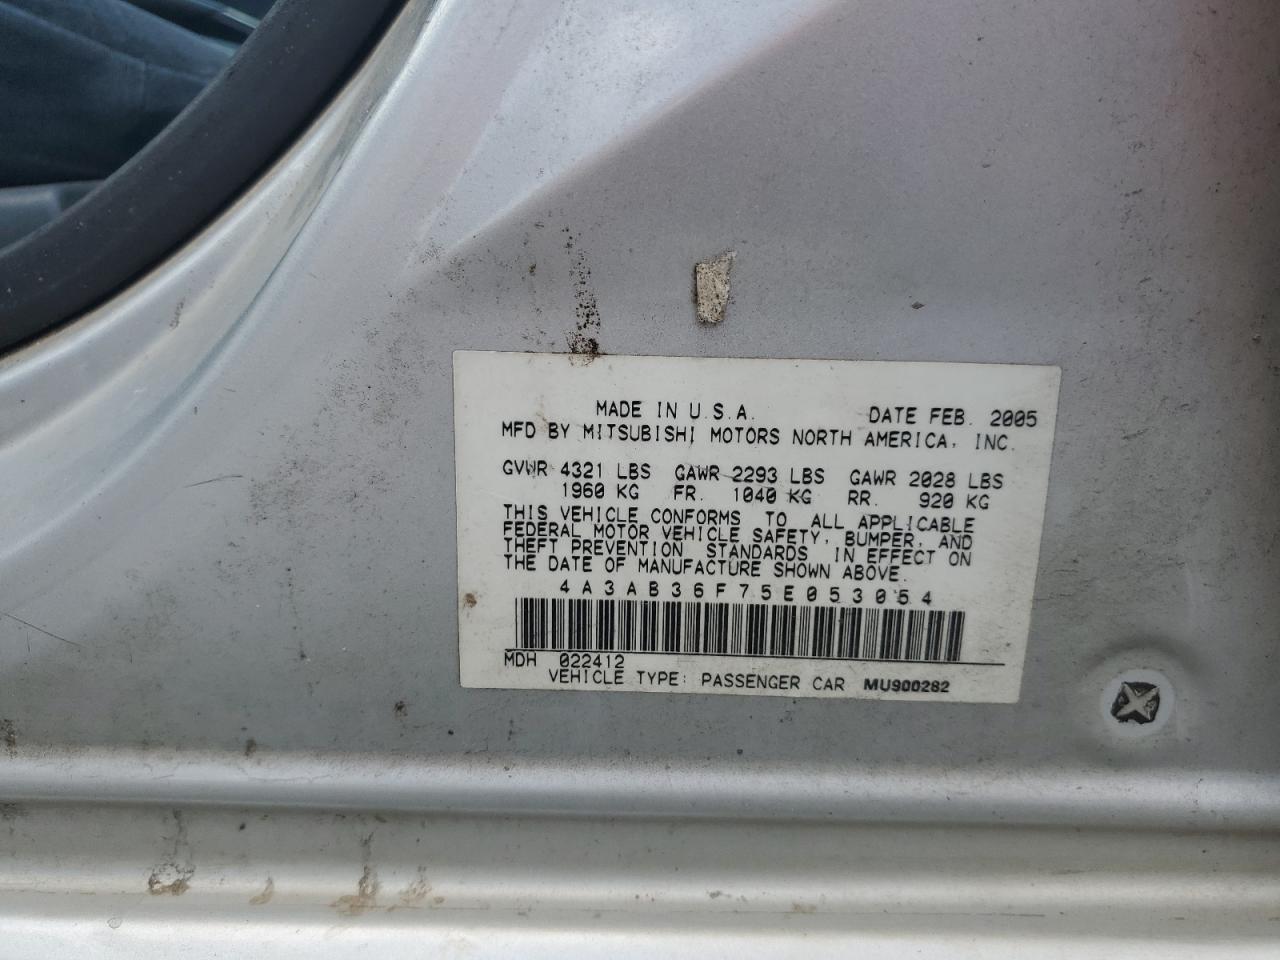 MADE IN U.S.A. DATE FEB. 2005
MFD BY MITSUBISHI MOTORS NORTH AMERICA, INC.
GVWR 4321 LBS GAWR 2293 LBS GAWR 2028 LBS
1960 KG FR. 1040 KG RR. 920 KG
THIS VEHICLE CONFORMS TO ALL APPLICABLE
FEDERAL MOTOR VEHICLE SAFETY, BUMPER, AND
THEFT PREVENTION STANDARDS IN EFFECT ON
THE DATE OF MANUFACTURE SHOWN ABOVE.
4A3AB36F75E053054
MDH 022412
VEHICLE TYPE: PASSENGER CAR MU900282